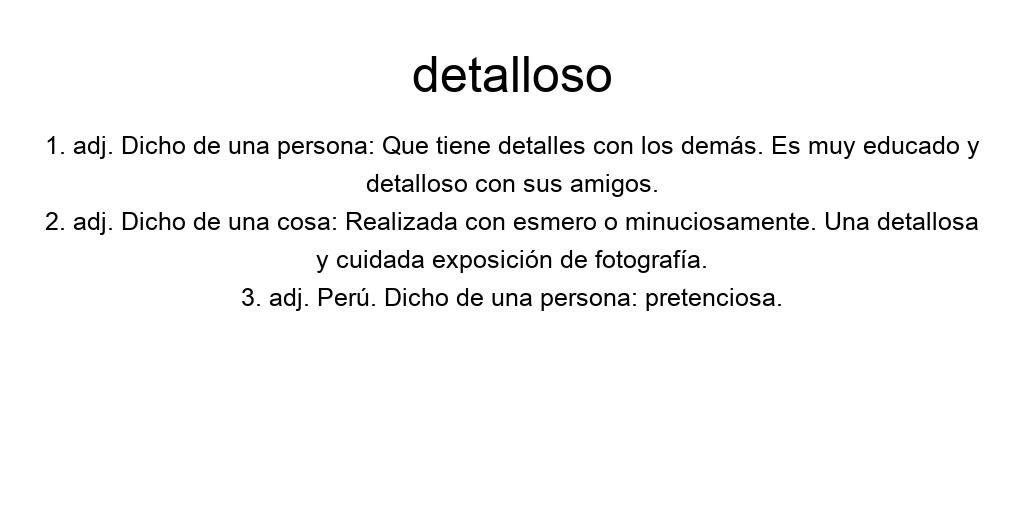 detalloso
1. adj. Dicho de una persona: Que tiene detalles con los demás. Es muy educado y
detalloso con sus amigos.
2. adj. Dicho de una cosa: Realizada con esmero o minuciosamente. Una detallosa
y cuidada exposición de fotografía.
3. adj. Perú. Dicho de una persona: pretenciosa.